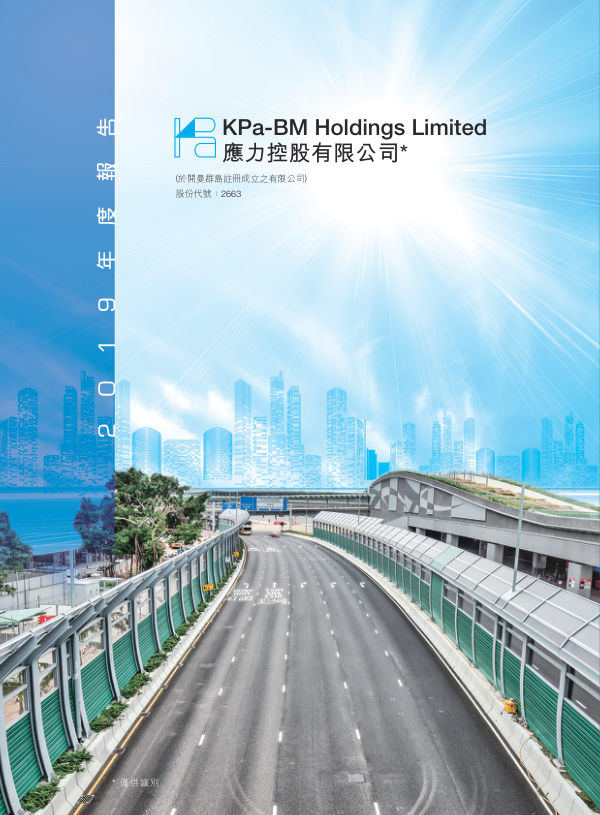 KPa-BM Holdings Limited
應力控股有限公司*
(於開曼群島註冊成立之有限公司)
股份代號：2663
2019年度報告
* 僅供識別